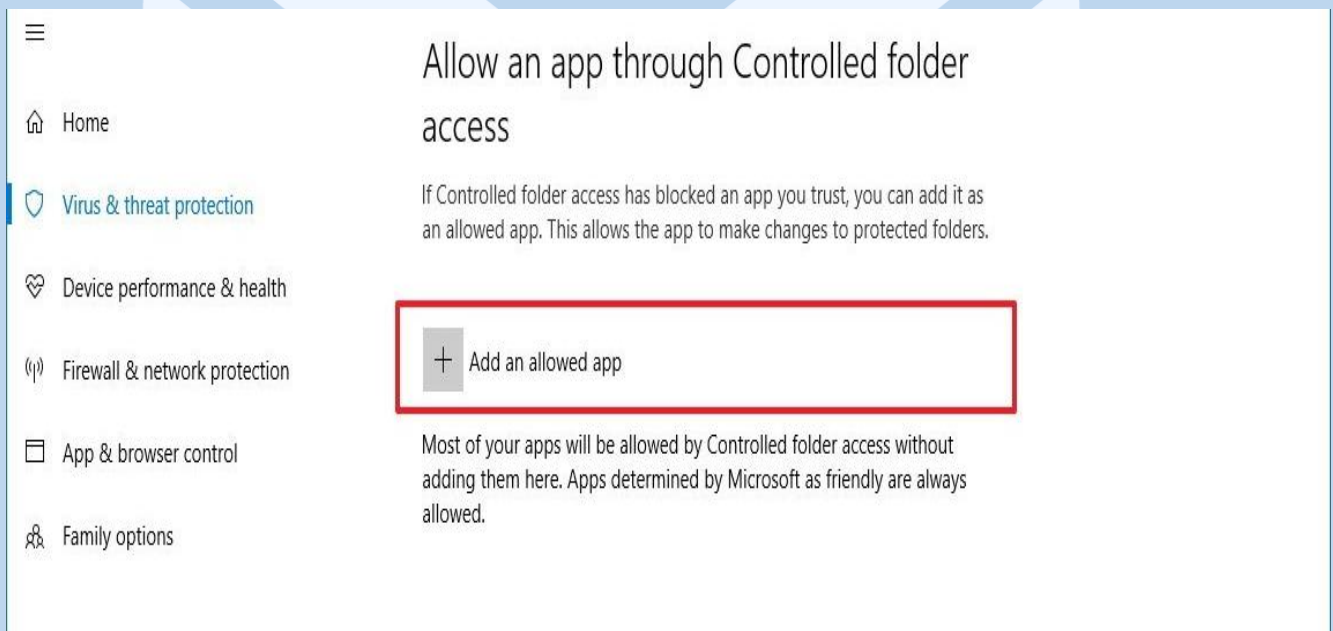 Home
Virus & threat protection
Device performance & health
Firewall & network protection
App & browser control
Family options
Allow an app through Controlled folder
access
If Controlled folder access has blocked an app you trust, you can add it as
an allowed app. This allows the app to make changes to protected folders.
Add an allowed app
Most of your apps will be allowed by Controlled folder access without
adding them here. Apps determined by Microsoft as friendly are always
allowed.